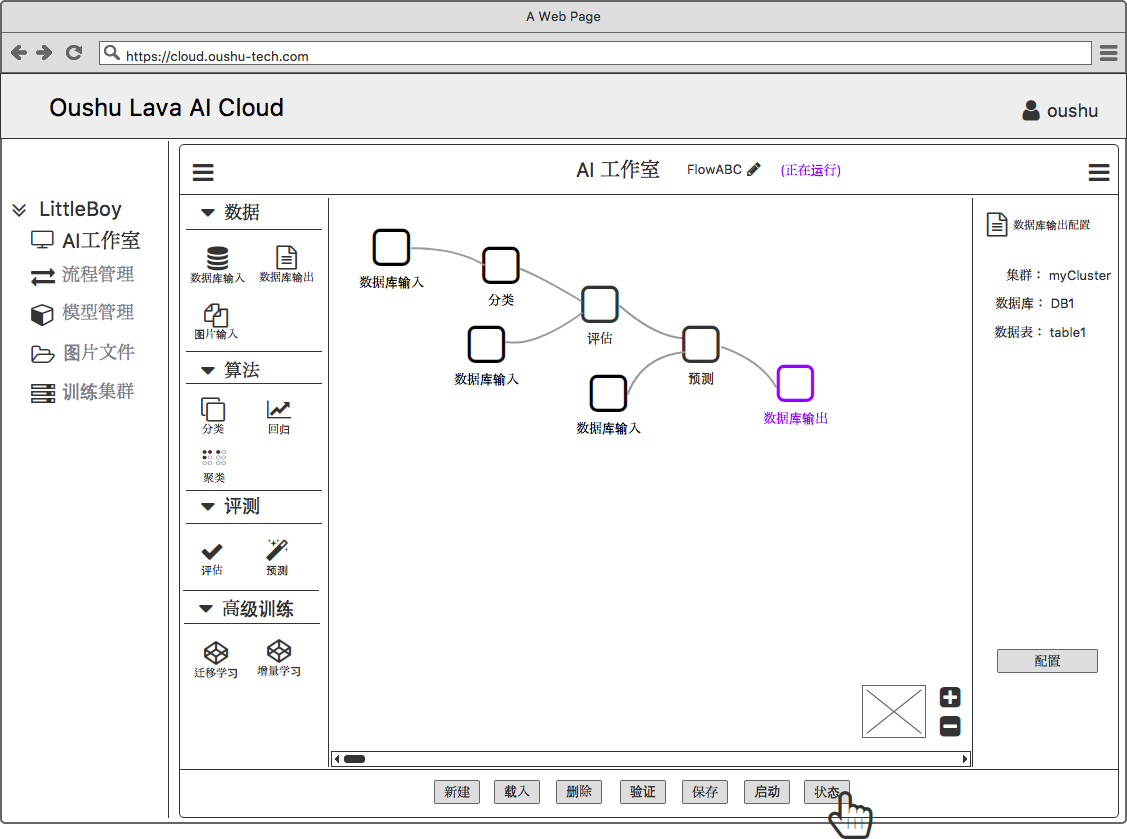 A Web Page
https://cloud.oushu-tech.com
Oushu Lava AI Cloud
oushu
LittleBoy
AI工作室
流程管理
模型管理
图片文件
训练集群
AI 工作室
FlowABC
(正在运行)
数据
数据库输入
数据库输出
图片输入
算法
分类
回归
聚类
评测
评估
预测
高级训练
迁移学习
增量学习
数据库输入
分类
评估
数据库输入
预测
数据库输入
数据库输出
数据库输出配置
集群： myCluster
数据库： DB1
数据表： table1
配置
新建
载入
删除
验证
保存
启动
状态